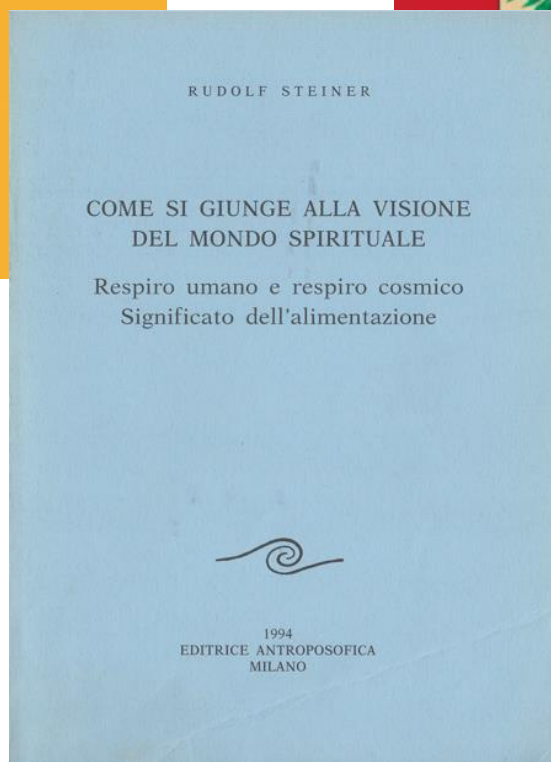 RUDOLF STEINER
COME SI GIUNGE ALLA VISIONE
DEL MONDO SPIRITUALE
Respiro umano e respiro cosmico
Significato dell'alimentazione
1994
EDITRICE ANTROPOSOFICA
MILANO